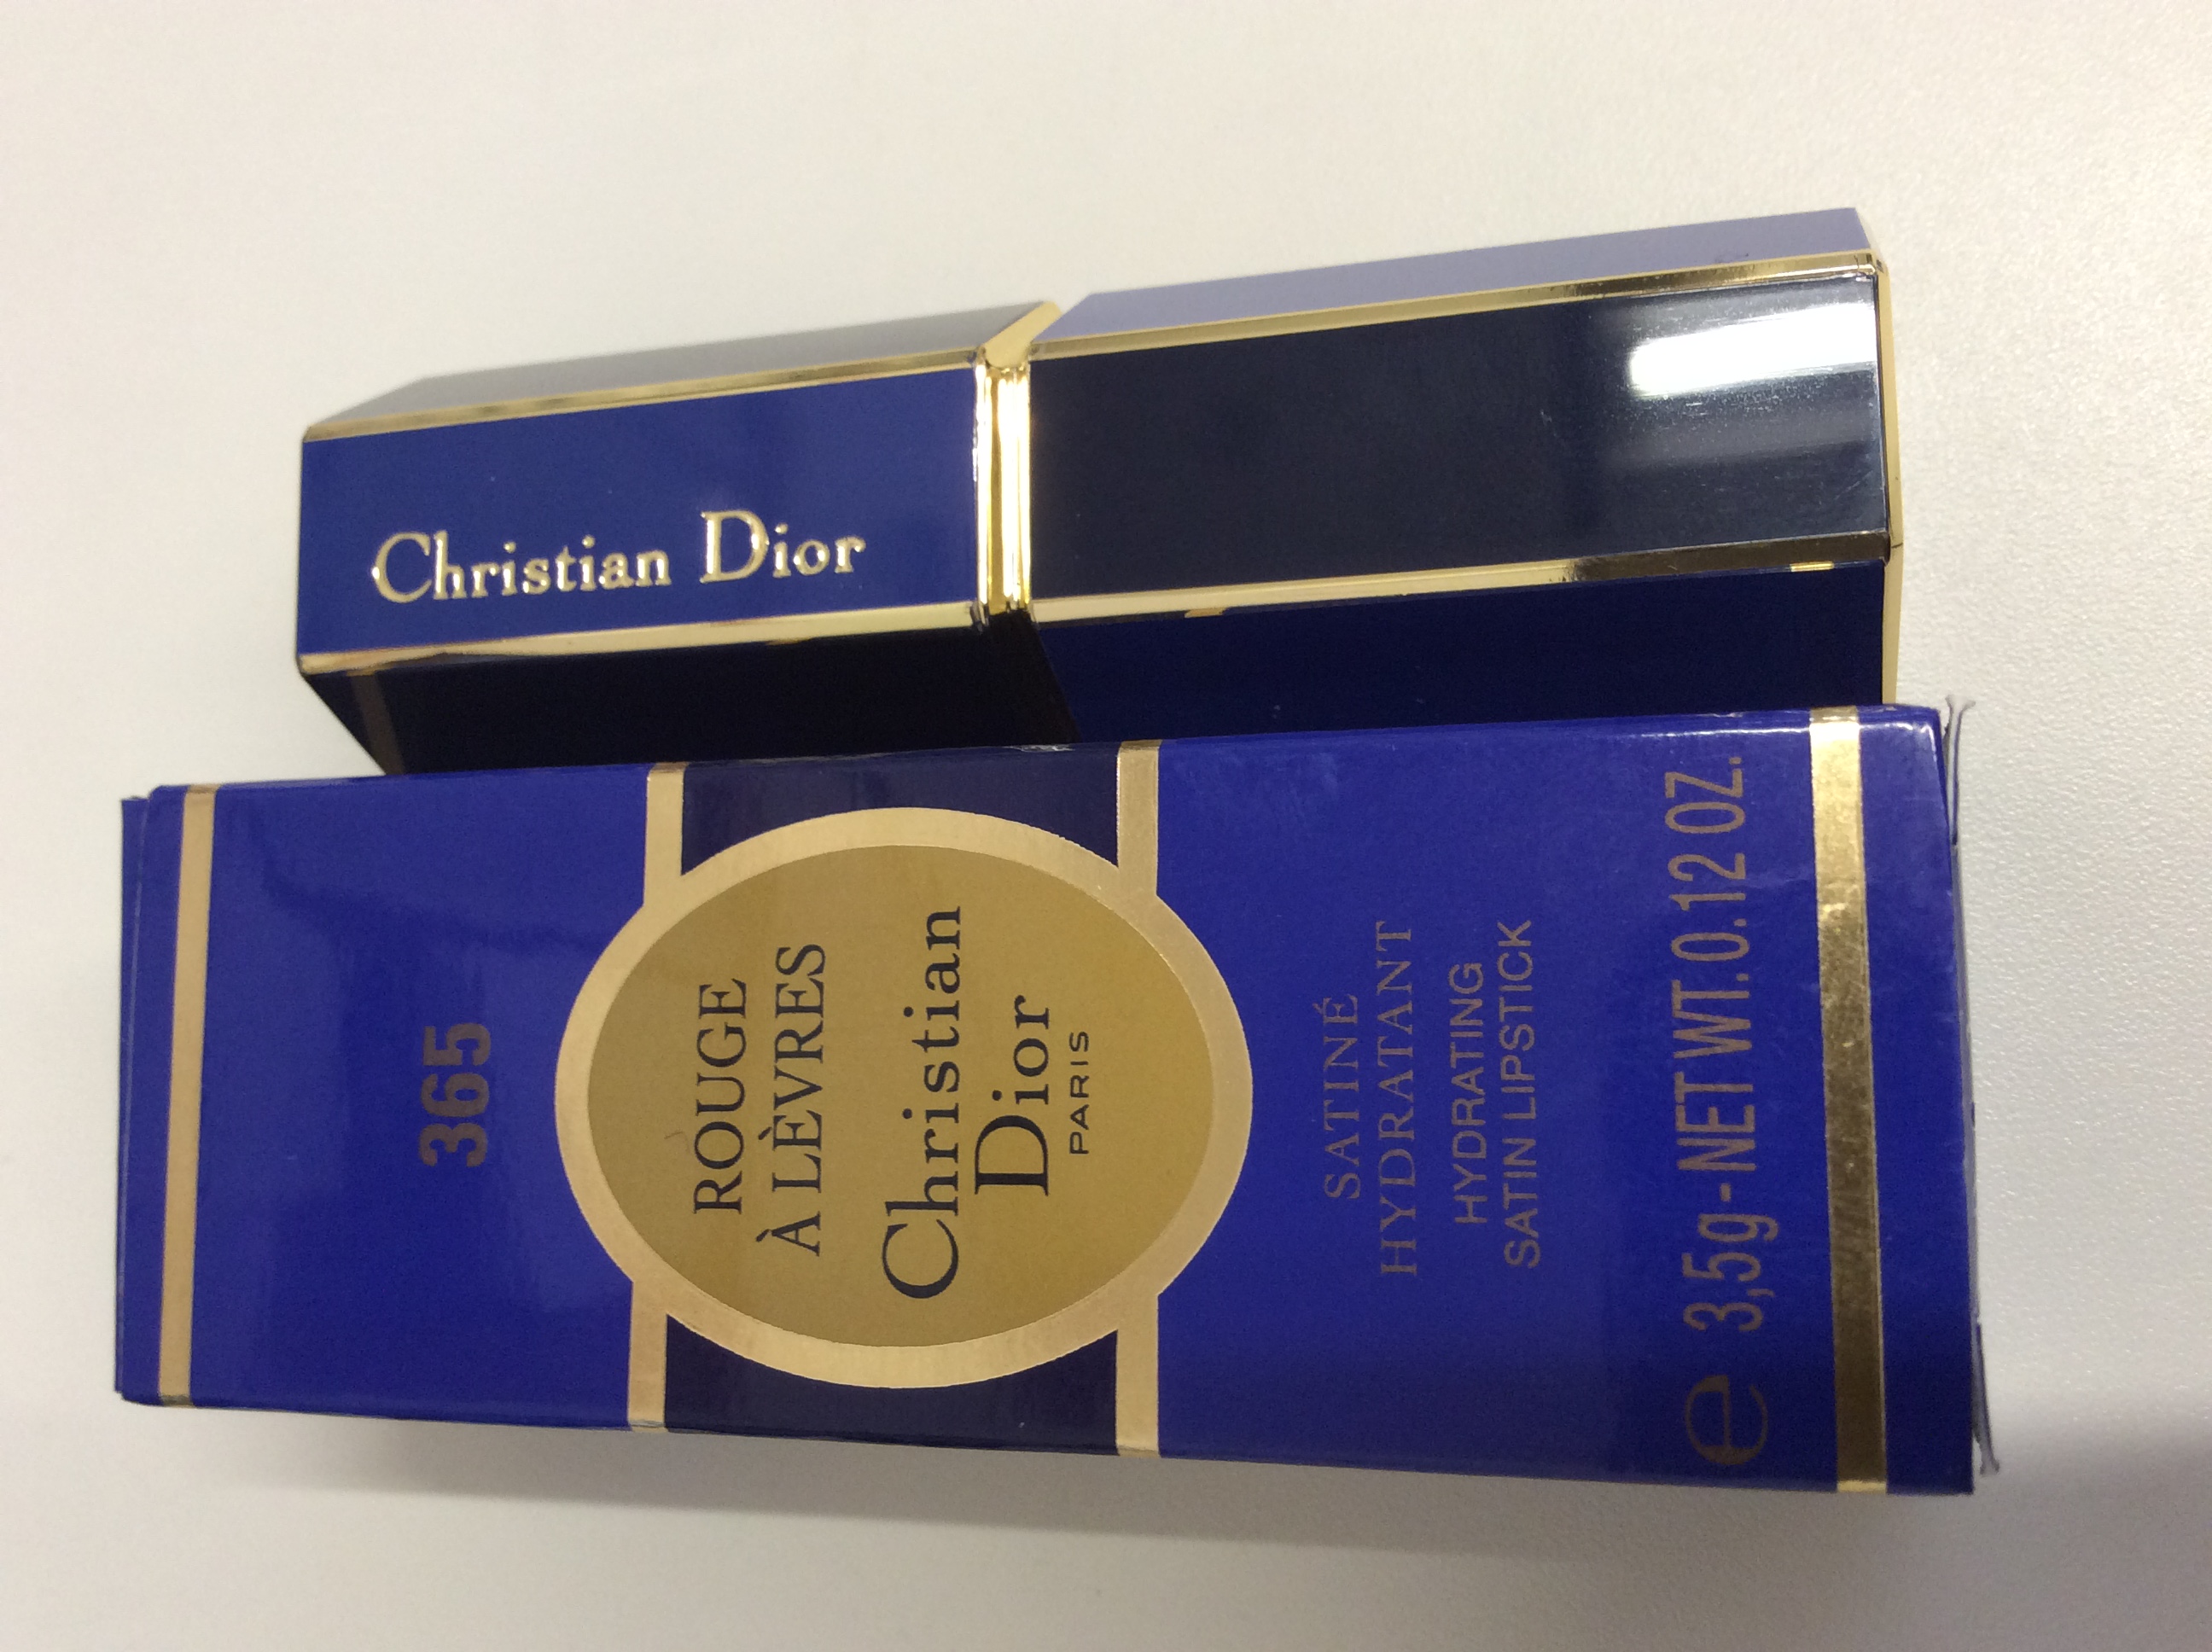 Christian Dior
365
ROUGE
À LÈVRES
Christian
Dior
PARIS
SATINÉ
HYDRATANT
HYDRATING
SATIN LIPSTICK
e 3,5g - NET WT. 0.12 OZ.